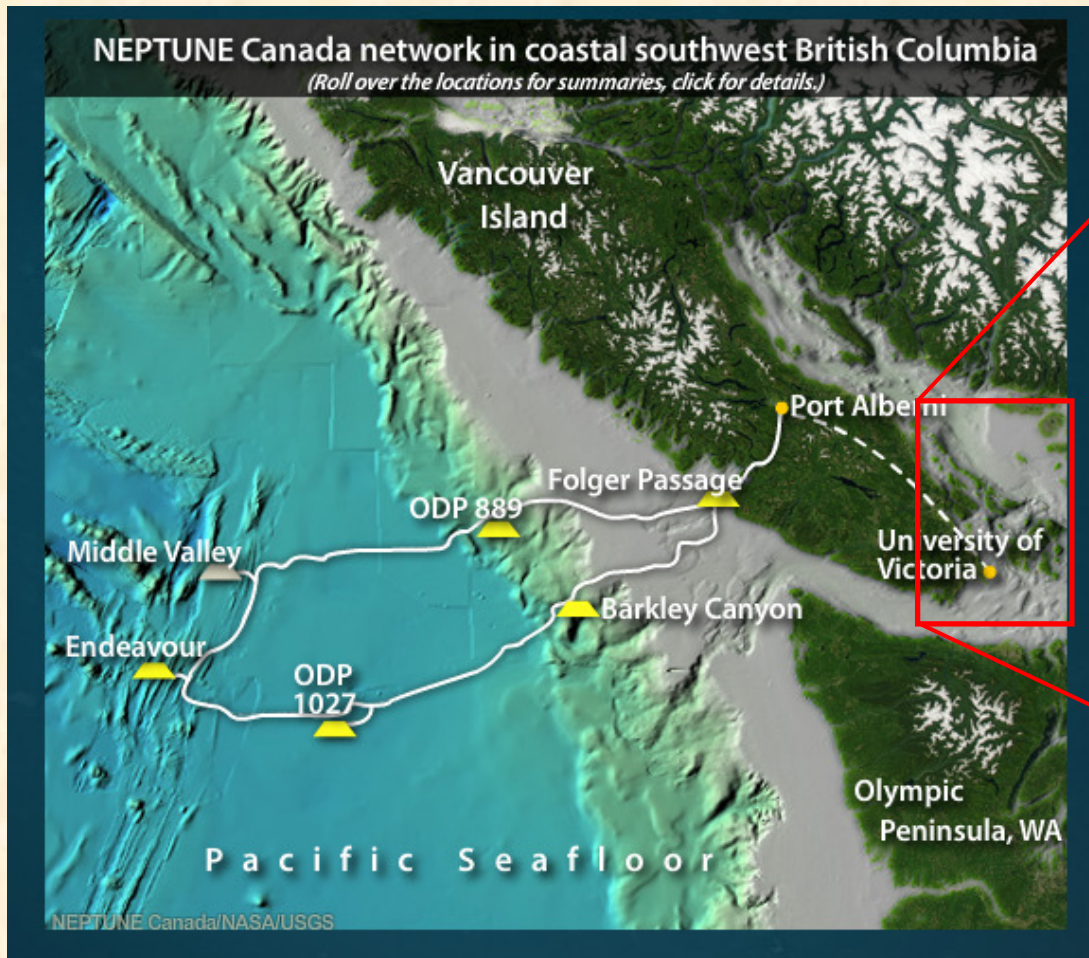 NEPTUNE Canada network in coastal southwest British Columbia
(Roll over the locations for summaries, click for details.)
Vancouver
Island
Port Alberni
Folger Passage
ODP 889
Middle Valley
University of
Victoria
Barkley Canyon
Endeavour
ODP
1027
Olympic
Peninsula, WA
Pacific Seafloor
NEPTUNE Canada/NASA/USGS